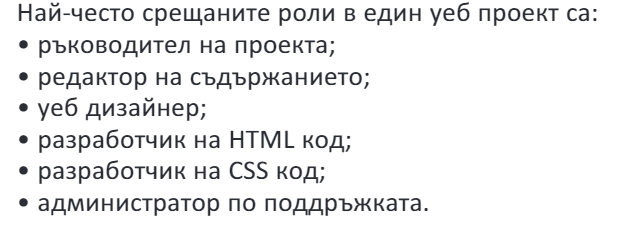 Най-често срещаните роли в един уеб проект са:
• ръководител на проекта;
• редактор на съдържанието;
• уеб дизайнер;
• разработчик на HTML код;
• разработчик на CSS код;
• администратор по поддръжката.